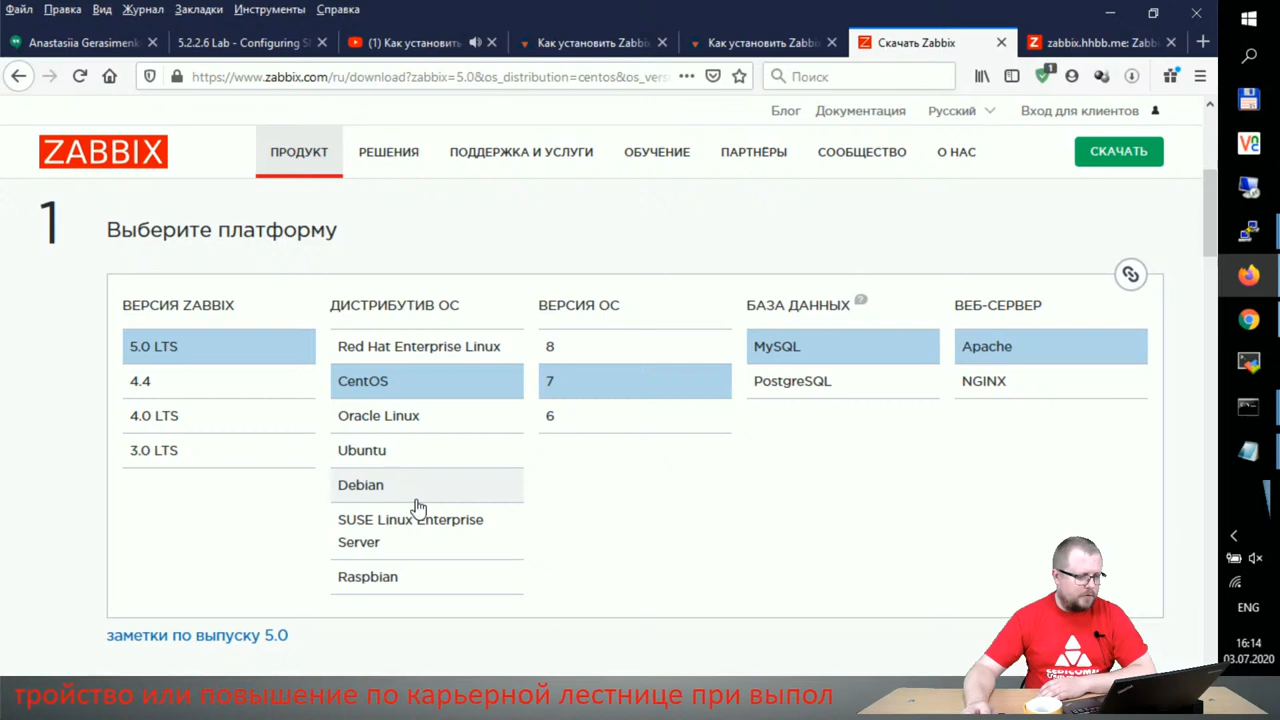 Файл Правка Вид Журнал Закладки Инструменты Справка
Anastasiia Gerasimenk
5.2.2.6 Lab - Configuring S
(1) Как установить
Как установить Zabbi
Как установить Zabbi
Скачать Zabbix
zabbix.hhbb.me: Zabb
https://www.zabbix.com/ru/download?zabbix=5.0&os_distribution=centos&os_vers
Поиск
1
Блог Документация Русский Вход для клиентов
ZABBIX
ПРОДУКТ РЕШЕНИЯ ПОДДЕРЖКА И УСЛУГИ ОБУЧЕНИЕ ПАРТНЁРЫ СООБЩЕСТВО О НАС СКАЧАТЬ
1 Выберите платформу
ВЕРСИЯ ZABBIX
5.0 LTS
4.4
4.0 LTS
3.0 LTS
ДИСТРИБУТИВ ОС
Red Hat Enterprise Linux
CentOS
Oracle Linux
Ubuntu
Debian
SUSE Linux Enterprise
Server
Raspbian
ВЕРСИЯ ОС
8
7
6
БАЗА ДАННЫХ ?
MySQL
PostgreSQL
ВЕБ-СЕРВЕР
Apache
NGINX
заметки по выпуску 5.0
ENG
16:14
03.07.2020
SEDICOMM
тройство или повышение по карьерной лестнице при выпол